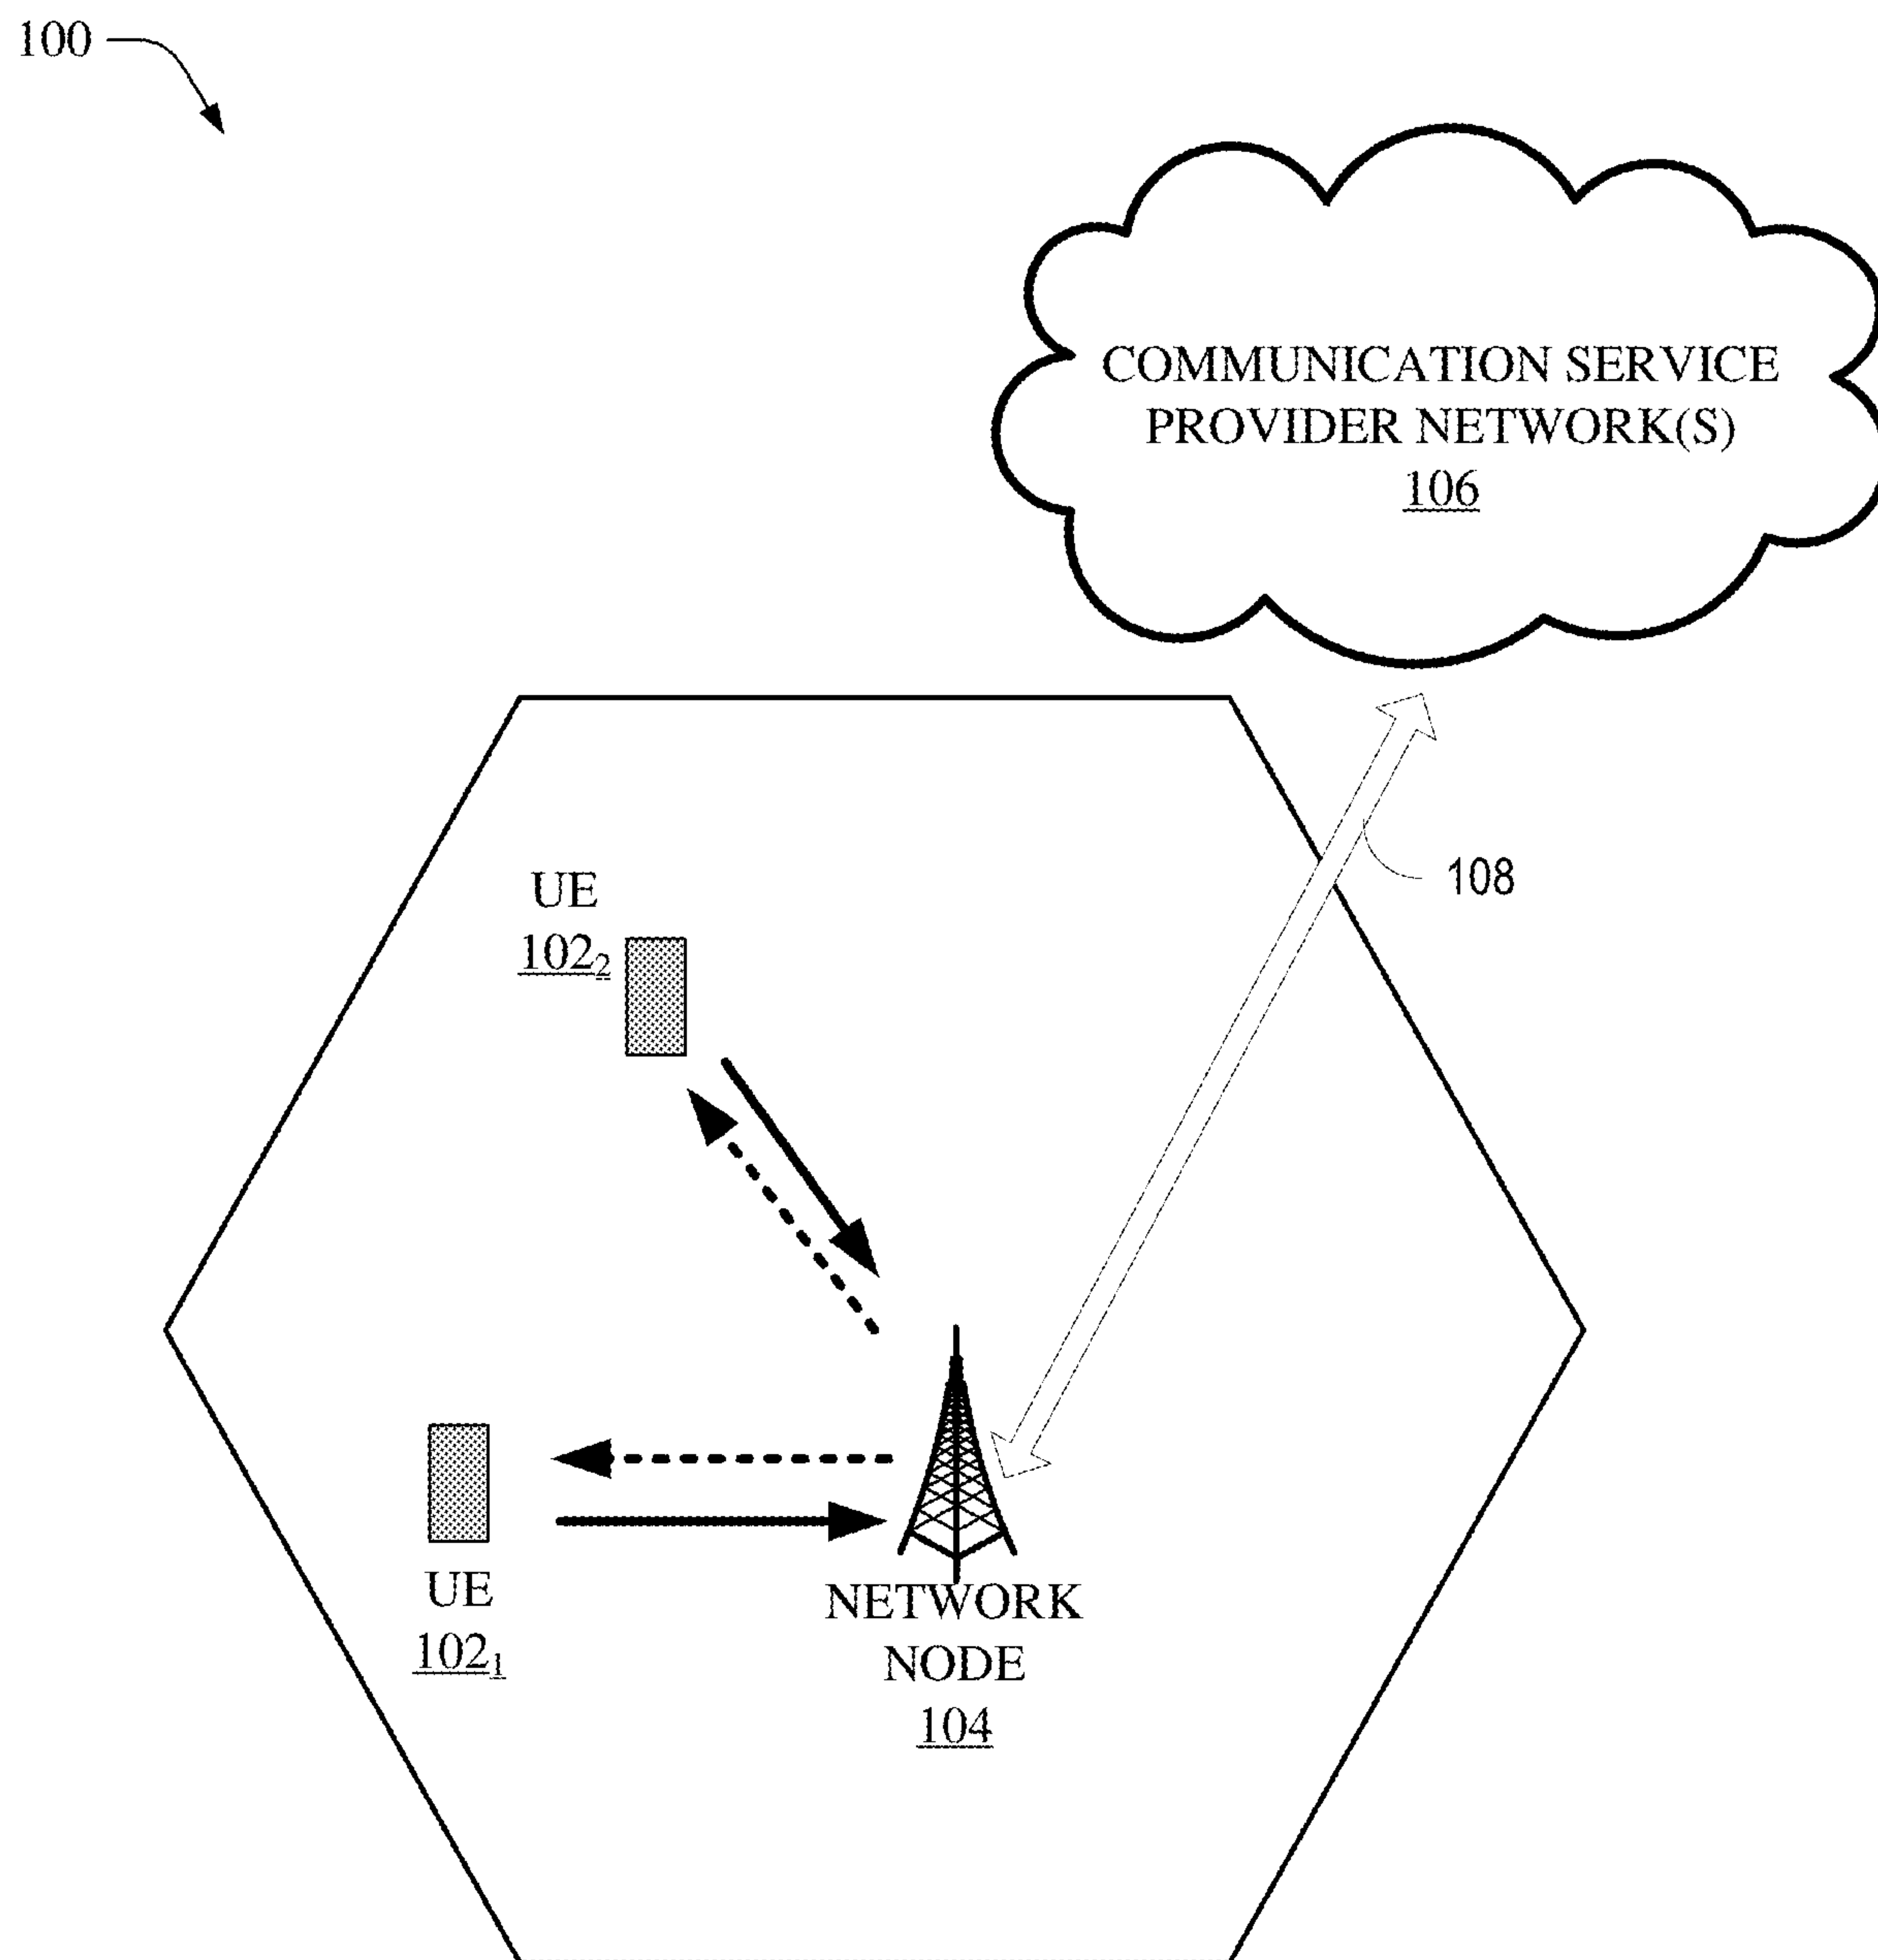 100
COMMUNICATION SERVICE
PROVIDER NETWORK(S)
106
108
UE
102₂
UE
102₁
NETWORK
NODE
104